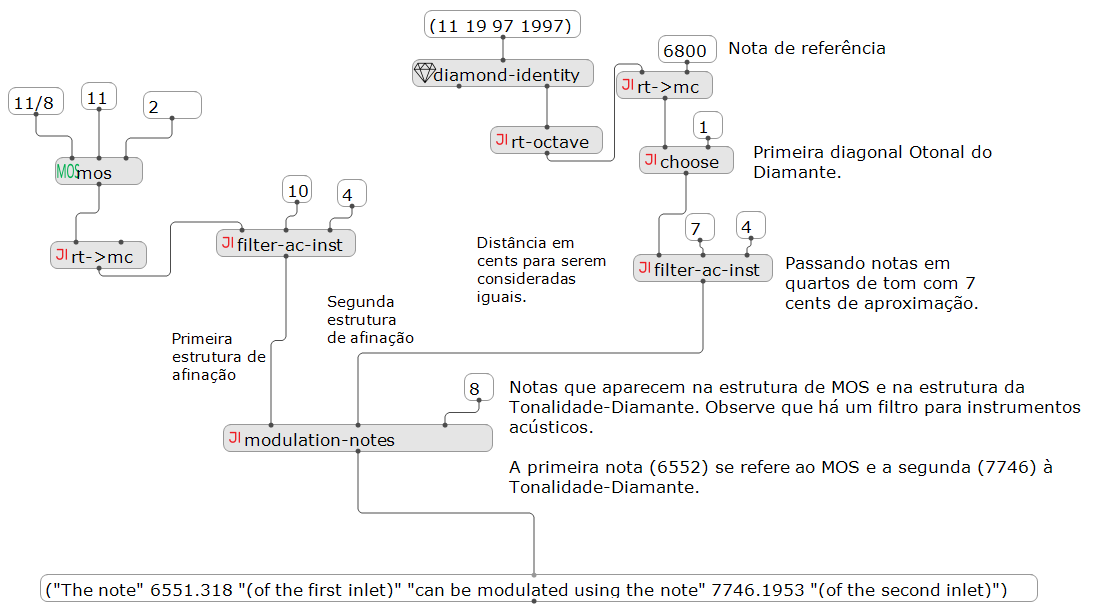 (11 19 97 1997)
6800
Nota de referência
diamond-identity
JI rt->mc
11/8
11
2
JI rt-octave
1
MOS mos
JI choose
Primeira diagonal Otonal do
Diamante.
10
4
7
4
JI rt->mc
JI filter-ac-inst
Distância em
cents para serem
consideradas
iguais.
JI filter-ac-inst
Passando notas em
quartos de tom com 7
cents de aproximação.
Segunda
estrutura
de afinação
Primeira
estrutura de
afinação
8
Notas que aparecem na estrutura de MOS e na estrutura da
Tonalidade-Diamante. Observe que há um filtro para instrumentos
acústicos.
JI modulation-notes
A primeira nota (6552) se refere ao MOS e a segunda (7746) à
Tonalidade-Diamante.
("The note" 6551.318 "(of the first inlet)" "can be modulated using the note" 7746.1953 "(of the second inlet)")